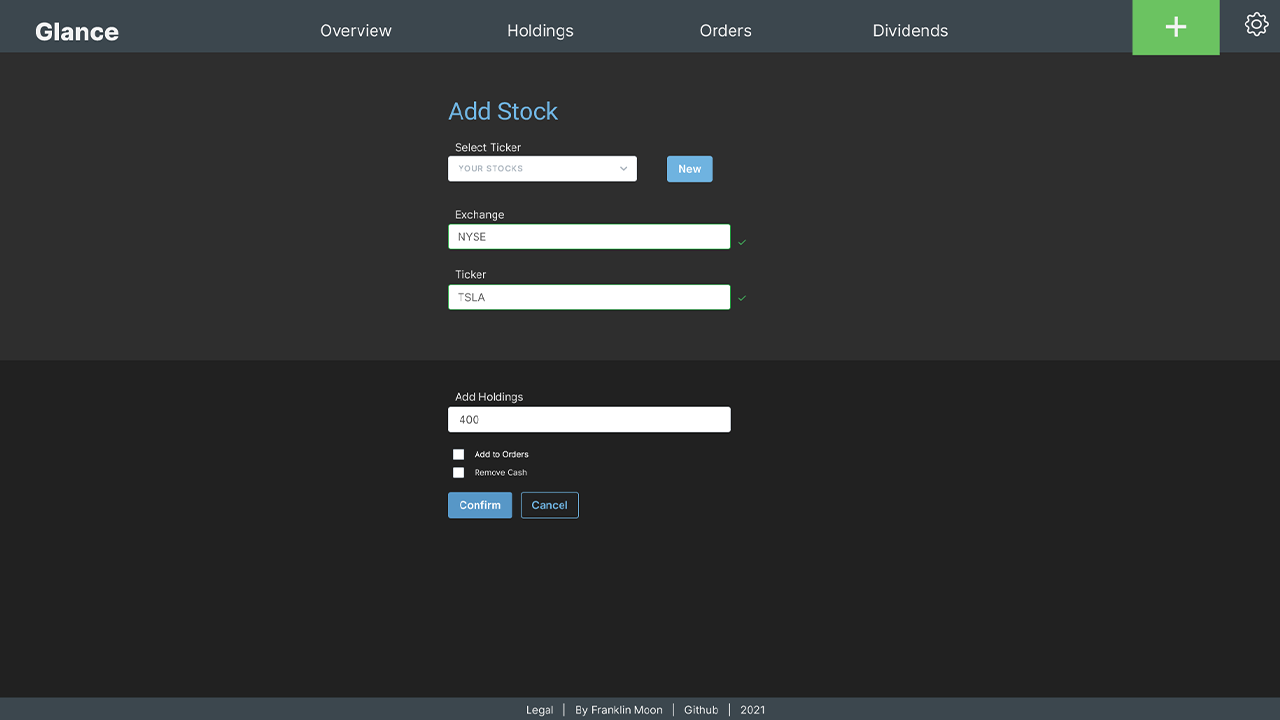 Glance Overview Holdings Orders Dividends +
Add Stock
Select Ticker
YOUR STOCKS New
Exchange
NYSE
Ticker
TSLA
Add Holdings
400
Add to Orders
Remove Cash
Confirm Cancel
Legal | By Franklin Moon | Github | 2021